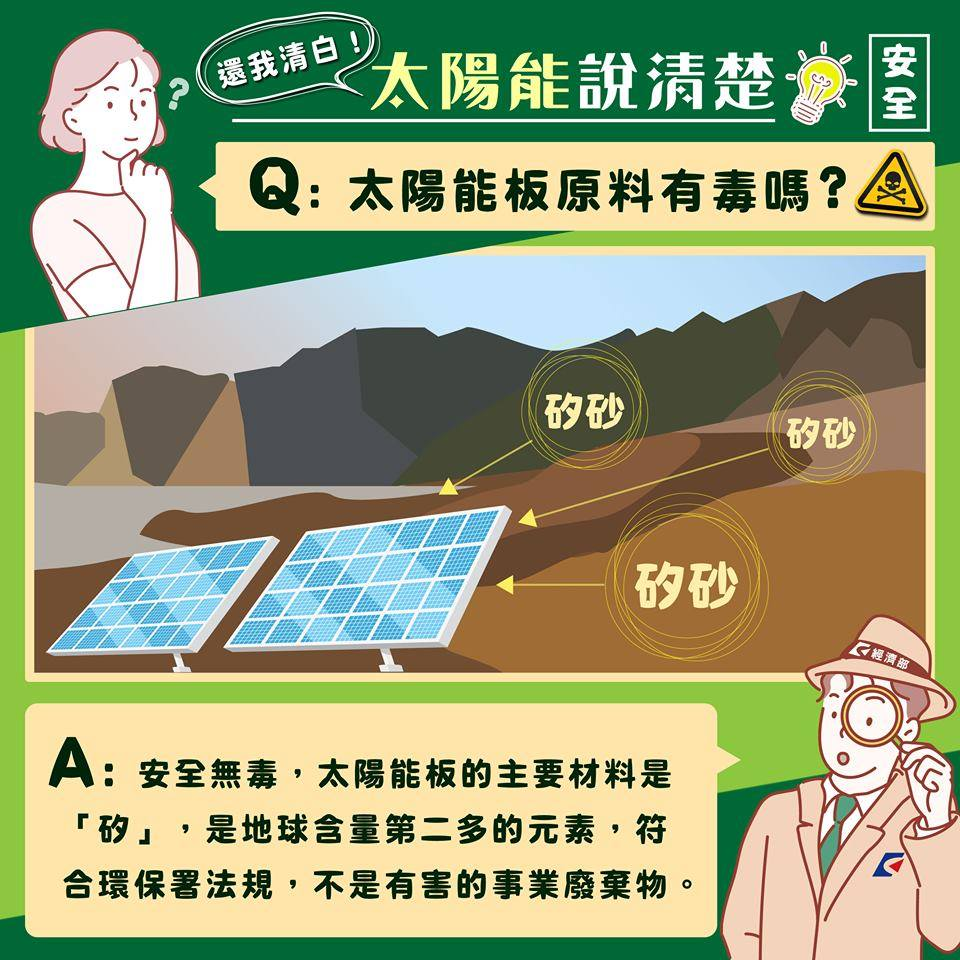 還我清白！
太陽能說清楚
安全
Q：太陽能板原料有毒嗎？
矽砂
矽砂
矽砂
經濟部
A：安全無毒，太陽能板的主要材料是
「矽」，是地球含量第二多的元素，符
合環保署法規，不是有害的事業廢棄物。